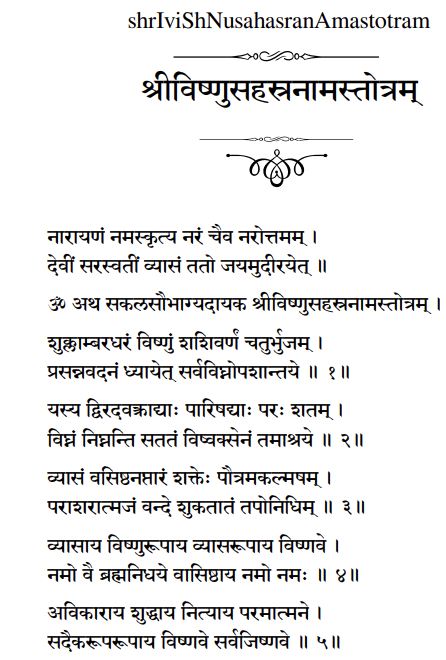 shrIviShNusahasranAmastotram
श्रीविष्णुसहस्रनामस्तोत्रम्
नारायणं नमस्कृत्य नरं चैव नरोत्तमम् ।
देवीं सरस्वतीं व्यासं ततो जयमुदीरयेत् ॥
ॐ अथ सकलसौभाग्यदायक श्रीविष्णुसहस्रनामस्तोत्रम् ।
शुक्लाम्बरधरं विष्णुं शशिवर्णं चतुर्भुजम् ।
प्रसन्नवदनं ध्यायेत् सर्वविघ्नोपशान्तये ॥ १॥
यस्य द्विरदवक्त्राद्याः पारिषद्याः परः शतम् ।
विघ्नं निघ्नन्ति सततं विष्वक्सेनं तमाश्रये ॥ २॥
व्यासं वसिष्ठनप्तारं शक्तेः पौत्रमकल्मषम् ।
पराशरात्मजं वन्दे शुकतातं तपोनिधिम् ॥ ३॥
व्यासाय विष्णुरूपाय व्यासरूपाय विष्णवे ।
नमो वै ब्रह्मनिधये वासिष्ठाय नमो नमः ॥ ४॥
अविकाराय शुद्धाय नित्याय परमात्मने ।
सदैकरूपरूपाय विष्णवे सर्वजिष्णवे ॥ ५॥